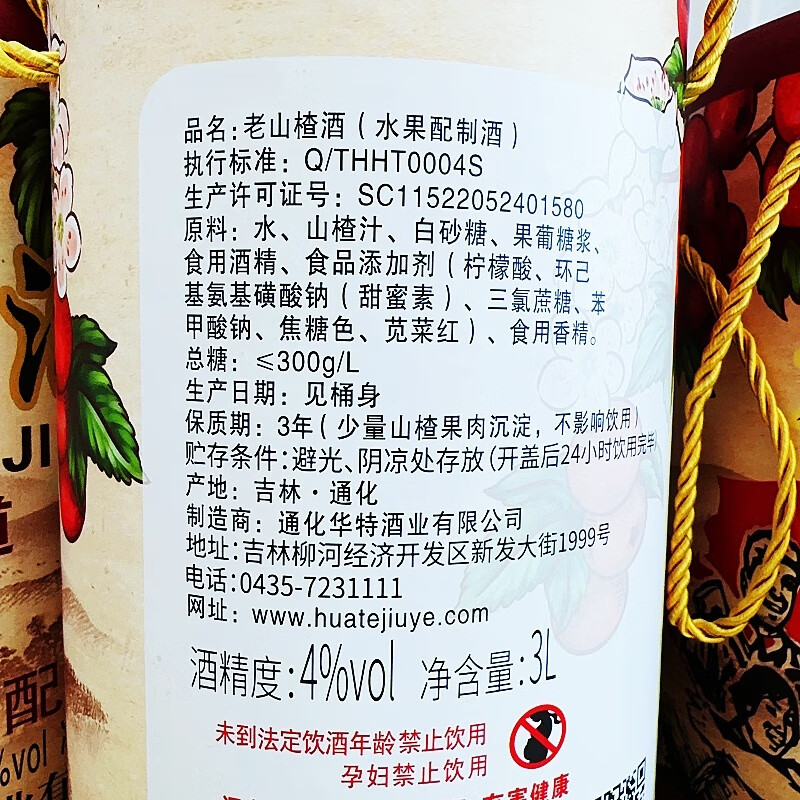 品名:老山楂酒(水果配制酒)
执行标准: Q/THHT0004S
生产许可证号: SC11522052401580
原料: 水、山楂汁、白砂糖、果葡糖浆、
食用酒精、食品添加剂(柠檬酸、环己
基氨基磺酸钠(甜蜜素)、三氯蔗糖、苯
甲酸钠、焦糖色、苋菜红)、食用香精。
总糖: ≤300g/L
生产日期: 见桶身
保质期: 3年(少量山楂果肉沉淀, 不影响饮用)
贮存条件:避光、阴凉处存放(开盖后24小时饮用完毕)
产地: 吉林·通化
制造商: 通化华特酒业有限公司
地址:吉林柳河经济开发区新发大街1999号
电话:0435-7231111
网址: www.huatejiuye.com
酒精度:4%vol 净含量:3L
未到法定饮酒年龄禁止饮用
孕妇禁止饮用
有害健康
JI
配
%vol